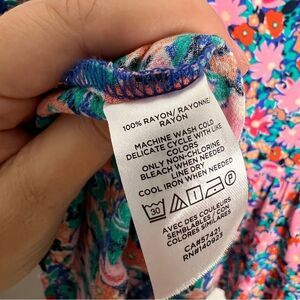 100% RAYON/ RAYONNE
RAYÓN
MACHINE WASH COLD
DELICATE CYCLE WITH LIKE
COLORS
ONLY NON-CHLORINE
BLEACH WHEN NEEDED
LINE DRY
COOL IRON WHEN NEEDED
30
P
AVEC DES COULEURS
SEMBLABLES/ CON
COLORES SIMILARES
CA#57421
RN#140923